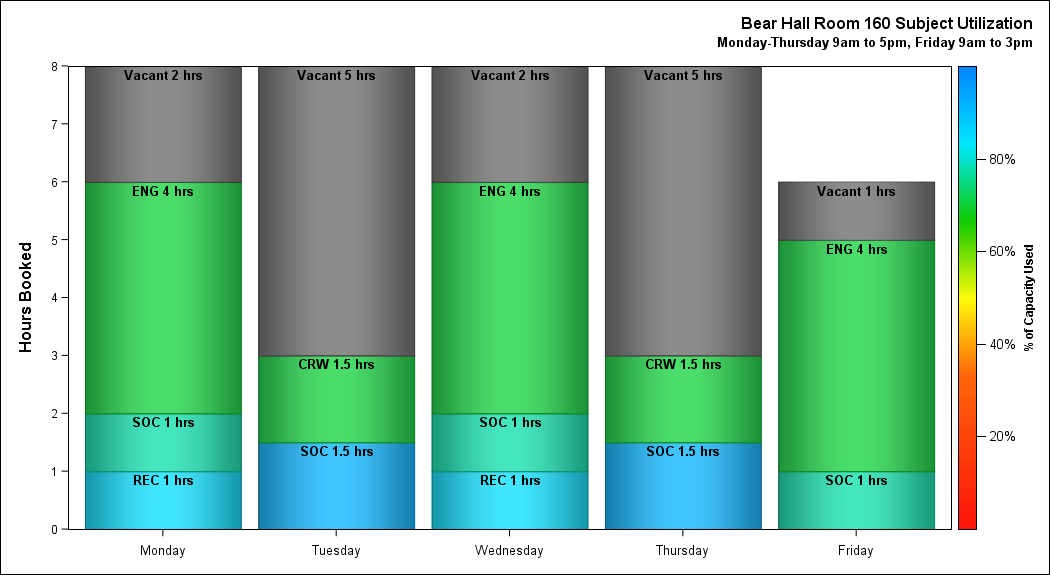 Bear Hall Room 160 Subject Utilization
Monday-Thursday 9am to 5pm, Friday 9am to 3pm
Hours Booked
8
7
6
5
4
3
2
1
0
Vacant 2 hrs
ENG 4 hrs
SOC 1 hrs
REC 1 hrs
Monday
Vacant 5 hrs
CRW 1.5 hrs
SOC 1.5 hrs
Tuesday
Vacant 2 hrs
ENG 4 hrs
SOC 1 hrs
REC 1 hrs
Wednesday
Vacant 5 hrs
CRW 1.5 hrs
SOC 1.5 hrs
Thursday
Vacant 1 hrs
ENG 4 hrs
SOC 1 hrs
Friday
80%
60%
40%
20%
% of Capacity Used